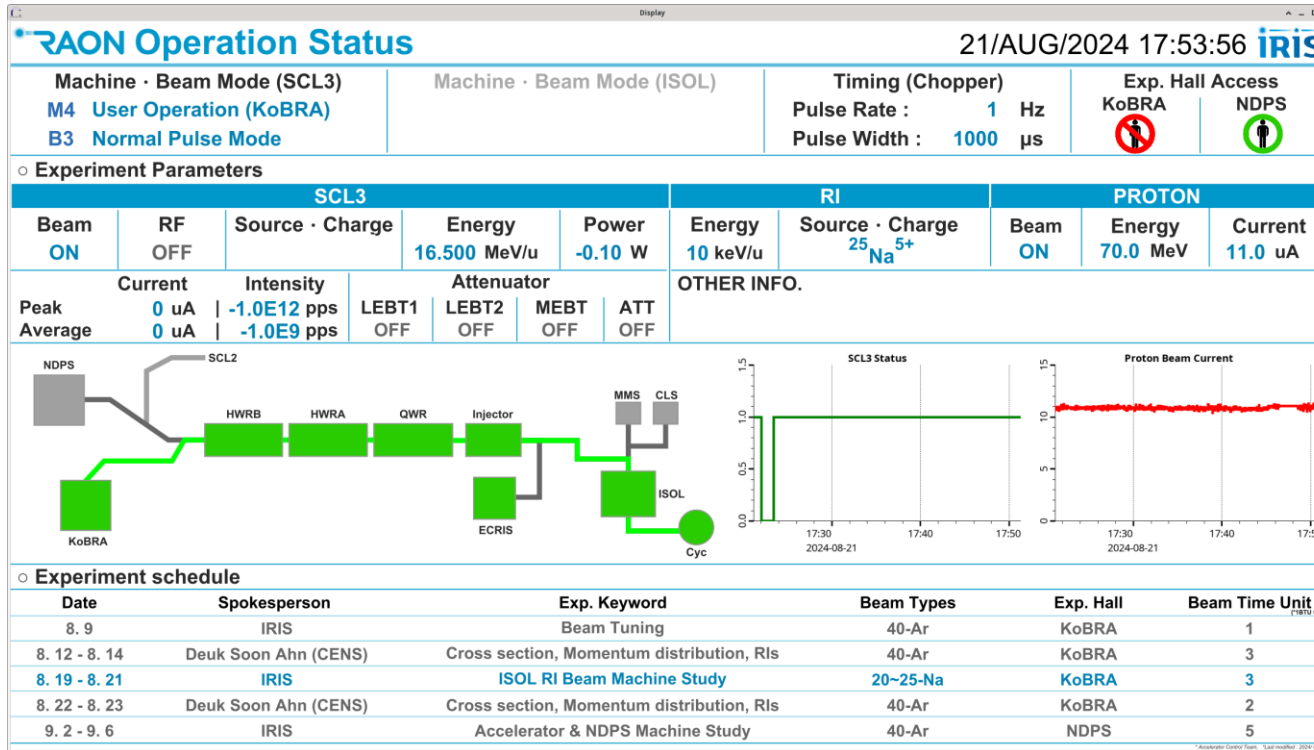 Display
RAON Operation Status
21/AUG/2024 17:53:56
Machine · Beam Mode (SCL3)
M4 User Operation (KoBRA)
B3 Normal Pulse Mode
Machine · Beam Mode (ISOL)
Timing (Chopper)
Pulse Rate : 1 Hz
Pulse Width : 1000 µs
Exp. Hall Access
KoBRA NDPS
○ Experiment Parameters
SCL3 RI PROTON
Beam RF Source · Charge Energy Power Energy Source · Charge Beam Energy Current
ON OFF 16.500 MeV/u -0.10 W 10 keV/u 25Na5+ ON 70.0 MeV 11.0 uA
Current Intensity Attenuator OTHER INFO.
Peak 0 uA | -1.0E12 pps LEBT1 LEBT2 MEBT ATT
Average 0 uA | -1.0E9 pps OFF OFF OFF OFF
NDPS
SCL2
HWRB HWRA QWR Injector
MMS CLS
ISOL
KoBRA
ECRIS
Cyc
SCL3 Status
1.5
1.0
0.5
0.0
17:30 17:40 17:50
2024-08-21
Proton Beam Current
15
10
5
0
17:30 17:40
2024-08-21
○ Experiment schedule
Date Spokesperson Exp. Keyword Beam Types Exp. Hall Beam Time Unit
8. 9 IRIS Beam Tuning 40-Ar KoBRA 1
8. 12 - 8. 14 Deuk Soon Ahn (CENS) Cross section, Momentum distribution, RIs 40-Ar KoBRA 3
8. 19 - 8. 21 IRIS ISOL RI Beam Machine Study 20~25-Na KoBRA 3
8. 22 - 8. 23 Deuk Soon Ahn (CENS) Cross section, Momentum distribution, RIs 40-Ar KoBRA 2
9. 2 - 9. 6 IRIS Accelerator & NDPS Machine Study 40-Ar NDPS 5
* Accelerator Control Team. *Last modified : 2024/